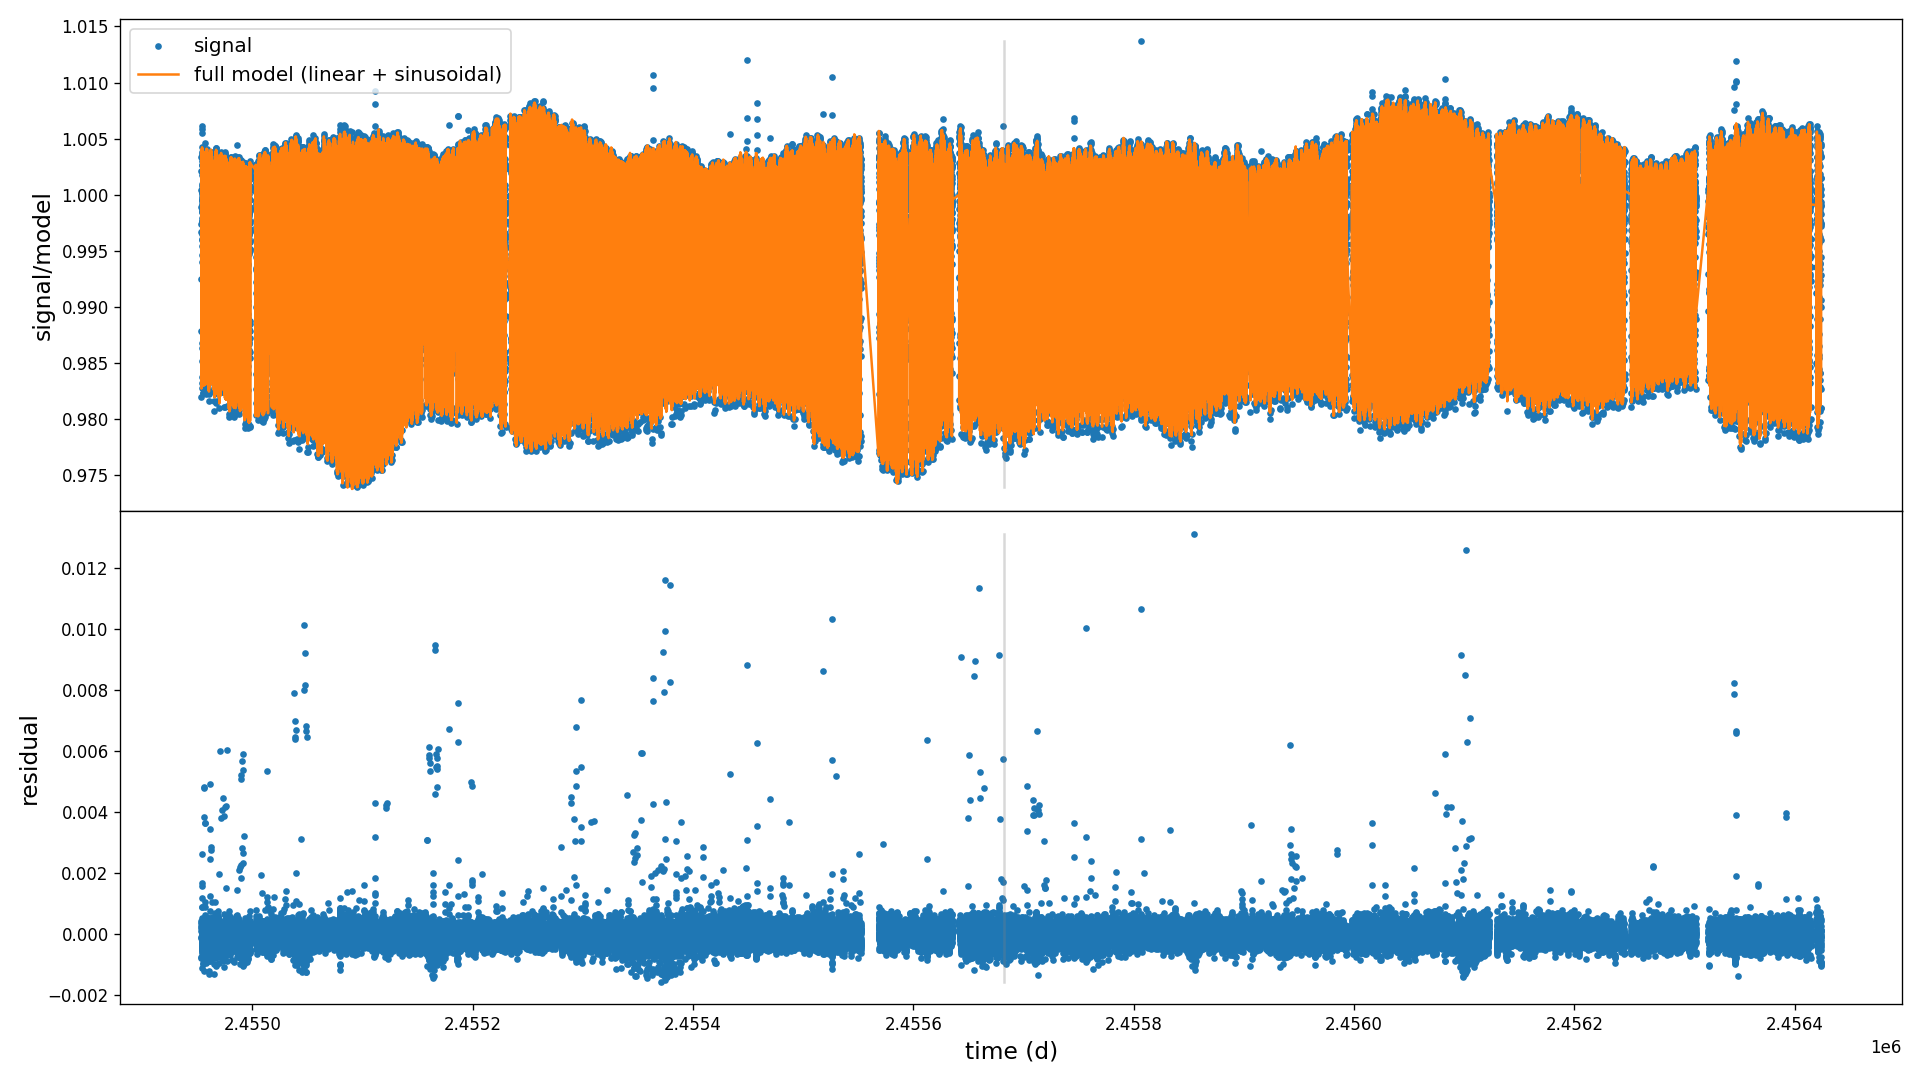 signal
full model (linear + sinusoidal)
signal/model
1.015
1.010
1.005
1.000
0.995
0.990
0.985
0.980
0.975
residual
0.012
0.010
0.008
0.006
0.004
0.002
0.000
−0.002
2.4550 2.4552 2.4554 2.4556 2.4558 2.4560 2.4562 2.4564
time (d)
1e6